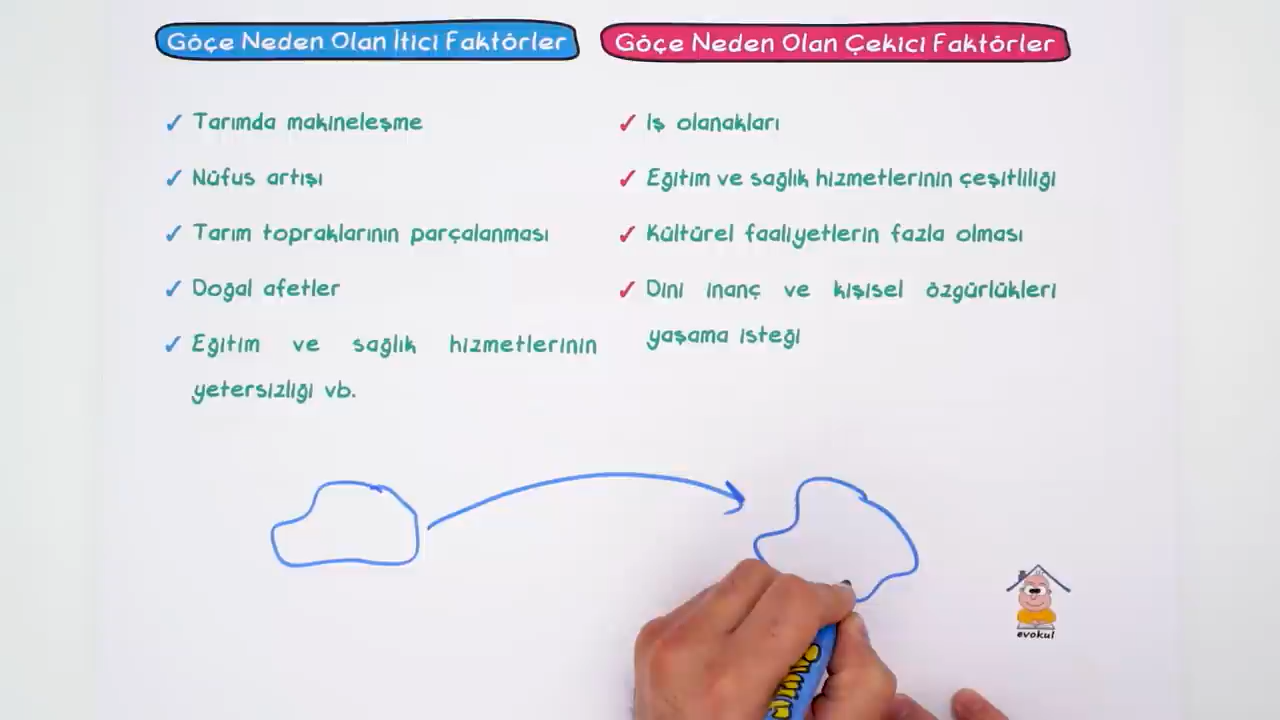 Göçe Neden Olan İtici Faktörler
Tarımda makineleşme
Nüfus artışı
Tarım topraklarının parçalanması
Doğal afetler
Eğitim ve sağlık hizmetlerinin
yetersizliği vb.
Göçe Neden Olan Çekici Faktörler
İş olanakları
Eğitim ve sağlık hizmetlerinin çeşitliliği
Kültürel faaliyetlerin fazla olması
Dini inanç ve kişisel özgürlükleri
yaşama isteği
evokul